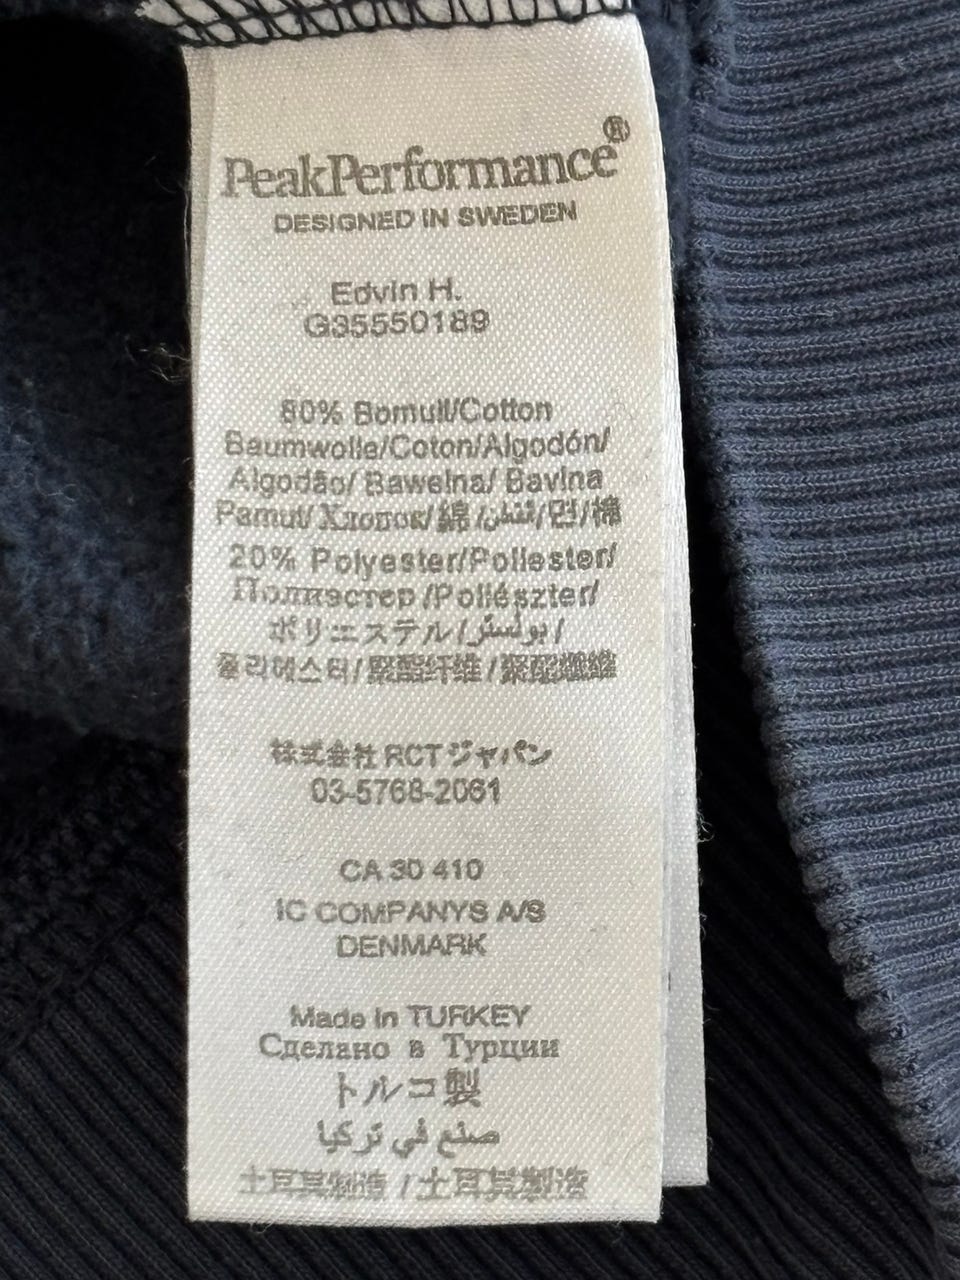 PeakPerformance®
DESIGNED IN SWEDEN
Edvin H.
G35550189
80% Bomull/Cotton
Baumwolle/Coton/Algodón/
Algodão/ Bawelna/ Bavlna
Pamut/Хлопок/綿/قطن/면/棉
20% Polyester/Poliester/
Полиэстер/Poliészter/
ポリエステル/بوليستر/
폴리에스터/聚酯纤维/聚酯纖維
株式会社 RCTジャパン
03-5768-2061
CA 30 410
IC COMPANYS A/S
DENMARK
Made in TURKEY
Сделано в Турции
トルコ製
صنع في تركيا
土耳其制造 / 土耳其製造